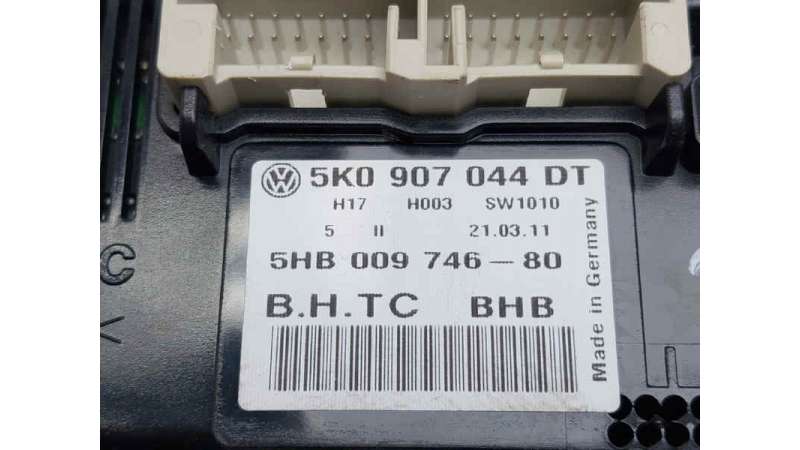 5K0 907 044 DT
H17 H003 SW1010
5 II 21.03.11
5HB 009 746-80
B.H.TC BHB
Made in Germany
C